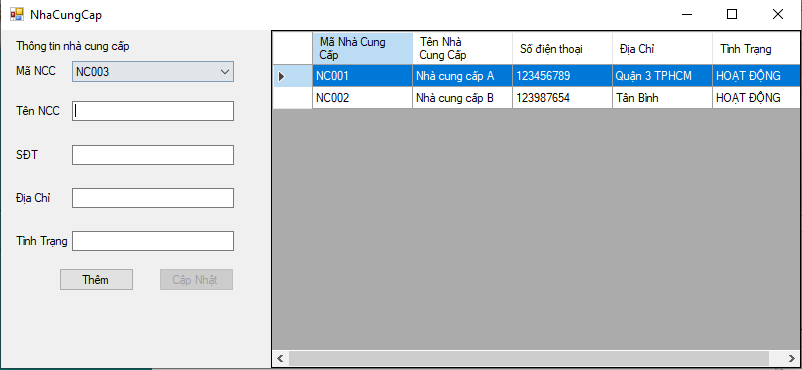 NhaCungCap
Thông tin nhà cung cấp
Mã NCC
NC003
Tên NCC
SĐT
Địa Chỉ
Tình Trạng
Thêm
Cập Nhật
Mã Nhà Cung
Cấp
Tên Nhà
Cung Cấp
Số điện thoại
Địa Chỉ
Tình Trạng
NC001 Nhà cung cấp A 123456789 Quận 3 TPHCM HOẠT ĐỘNG
NC002 Nhà cung cấp B 123987654 Tân Bình HOẠT ĐỘNG